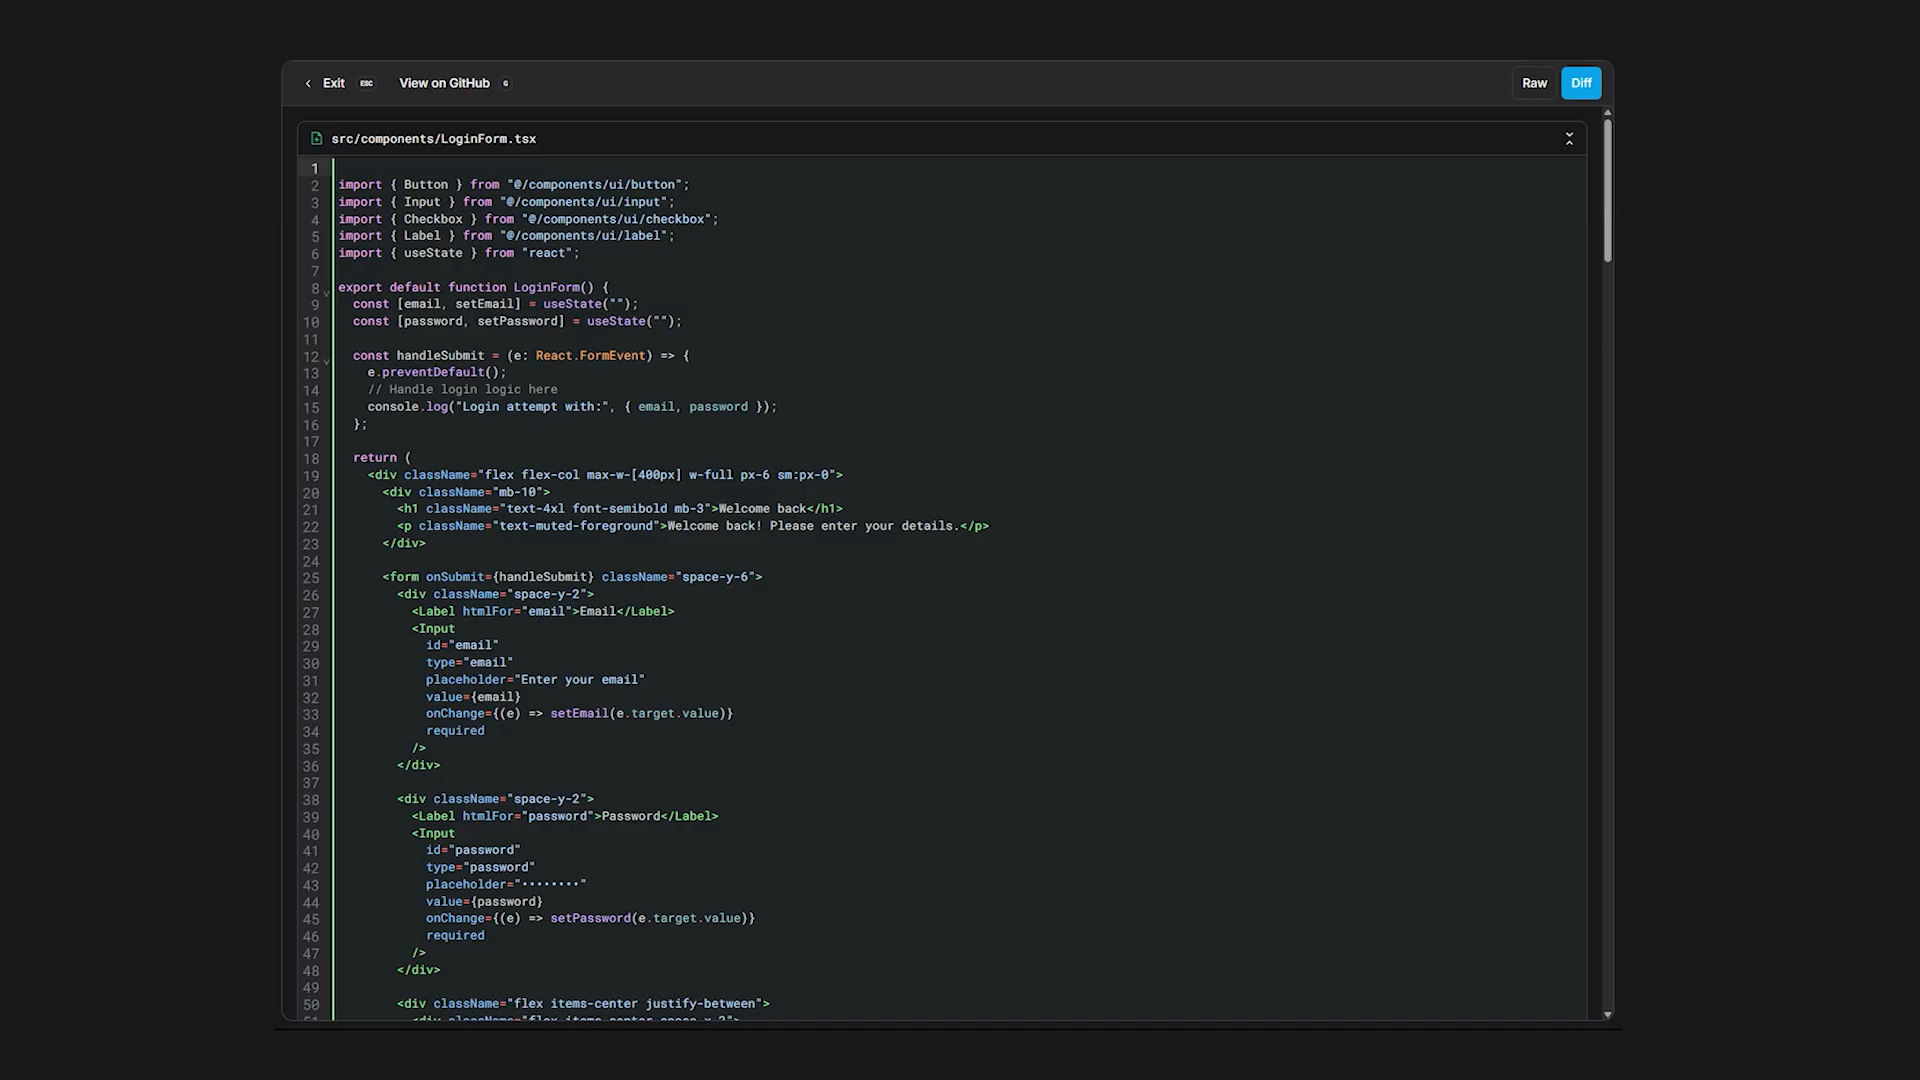 Exit ESC View on GitHub G Raw Diff
src/components/LoginForm.tsx
1
2 import { Button } from "@/components/ui/button";
3 import { Input } from "@/components/ui/input";
4 import { Checkbox } from "@/components/ui/checkbox";
5 import { Label } from "@/components/ui/label";
6 import { useState } from "react";
7
8 export default function LoginForm() {
9 const [email, setEmail] = useState("");
10 const [password, setPassword] = useState("");
11
12 const handleSubmit = (e: React.FormEvent) => {
13 e.preventDefault();
14 // Handle login logic here
15 console.log("Login attempt with:", { email, password });
16 };
17
18 return (
19 <div className="flex flex-col max-w-[400px] w-full px-6 sm:px-0">
20 <div className="mb-10">
21 <h1 className="text-4xl font-semibold mb-3">Welcome back</h1>
22 <p className="text-muted-foreground">Welcome back! Please enter your details.</p>
23 </div>
24
25 <form onSubmit={handleSubmit} className="space-y-6">
26 <div className="space-y-2">
27 <Label htmlFor="email">Email</Label>
28 <Input
29 id="email"
30 type="email"
31 placeholder="Enter your email"
32 value={email}
33 onChange={(e) => setEmail(e.target.value)}
34 required
35 />
36 </div>
37
38 <div className="space-y-2">
39 <Label htmlFor="password">Password</Label>
40 <Input
41 id="password"
42 type="password"
43 placeholder="••••••••"
44 value={password}
45 onChange={(e) => setPassword(e.target.value)}
46 required
47 />
48 </div>
49
50 <div className="flex items-center justify-between">
51 <div className="flex items-center space-x-2">